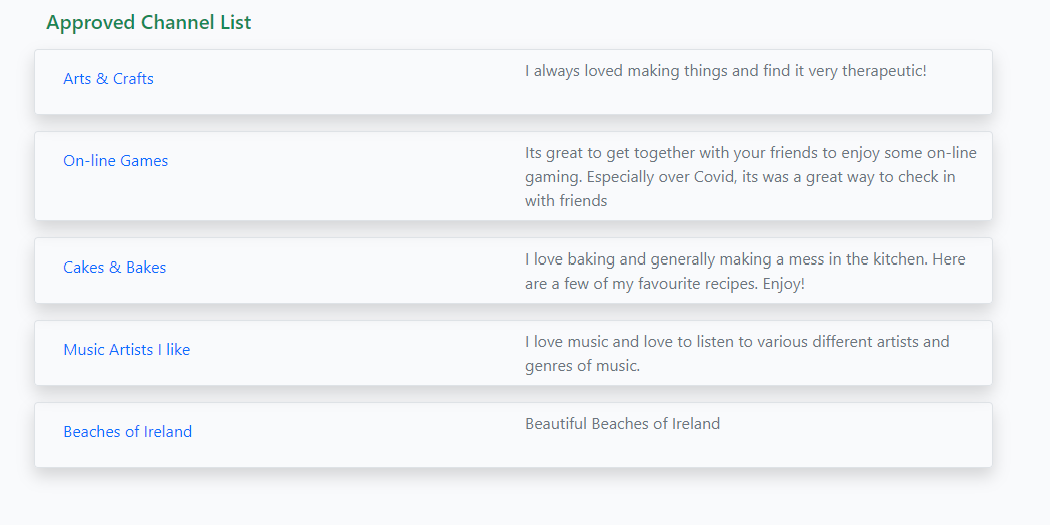 Approved Channel List
Arts & Crafts
I always loved making things and find it very therapeutic!
On-line Games
Its great to get together with your friends to enjoy some on-line
gaming. Especially over Covid, its was a great way to check in
with friends
Cakes & Bakes
I love baking and generally making a mess in the kitchen. Here
are a few of my favourite recipes. Enjoy!
Music Artists I like
I love music and love to listen to various different artists and
genres of music.
Beaches of Ireland
Beautiful Beaches of Ireland